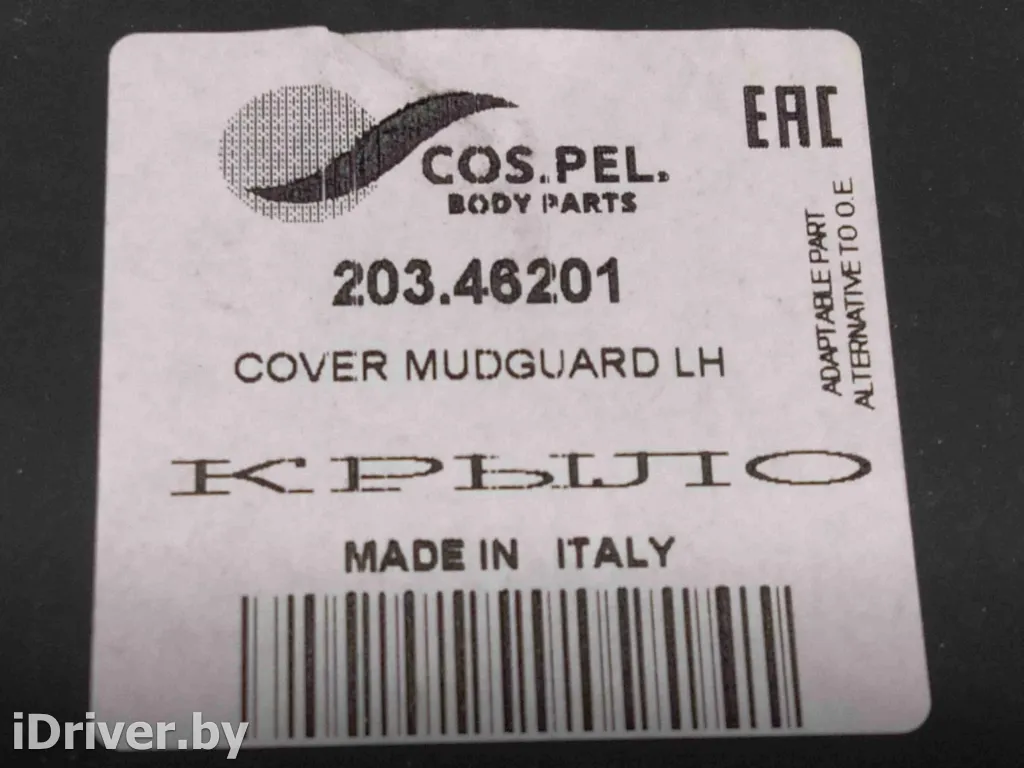 COS.PEL.
BODY PARTS
EAC
203.46201
COVER MUDGUARD LH
ADAPTABLE PART
ALTERNATIVE TO O.E.
КРЫЛО
MADE IN ITALY
iDriver.by